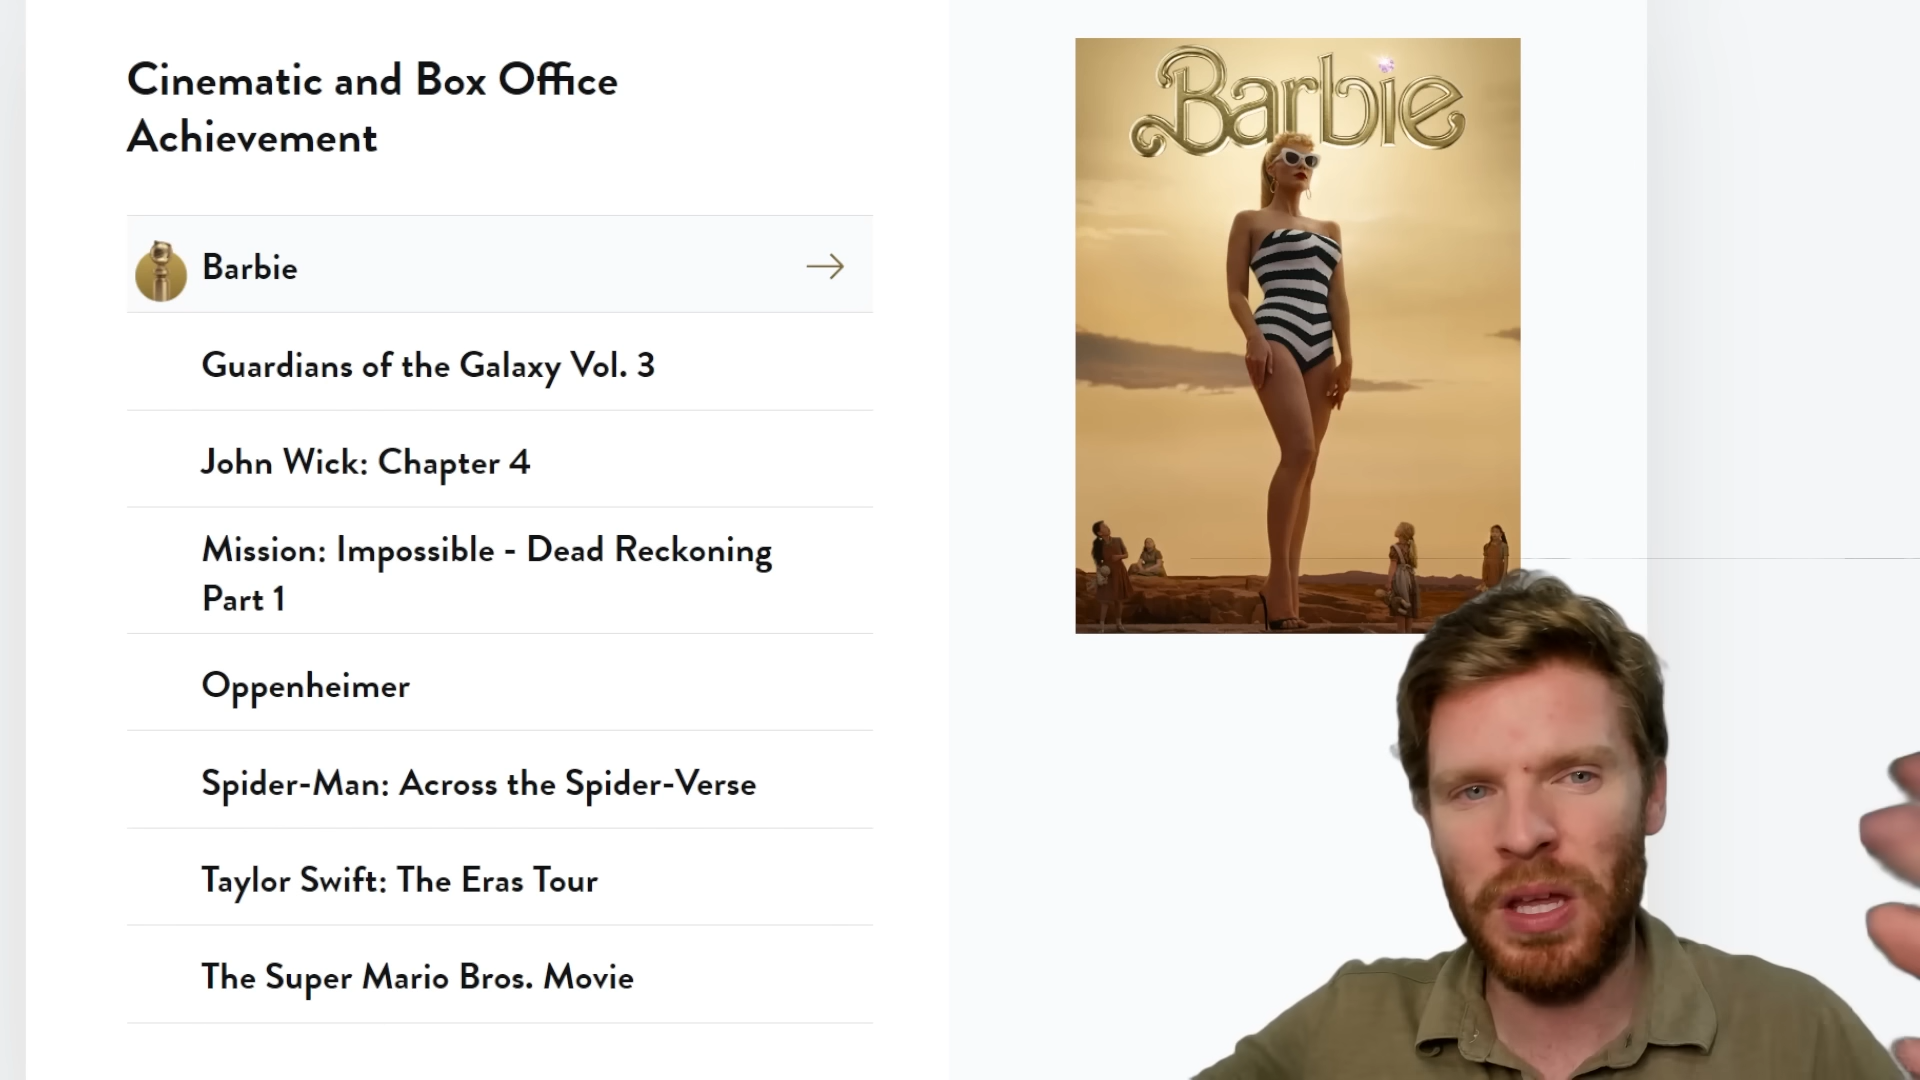 Cinematic and Box Office
Achievement
Barbie
Guardians of the Galaxy Vol. 3
John Wick: Chapter 4
Mission: Impossible - Dead Reckoning
Part 1
Oppenheimer
Spider-Man: Across the Spider-Verse
Taylor Swift: The Eras Tour
The Super Mario Bros. Movie
Barbie